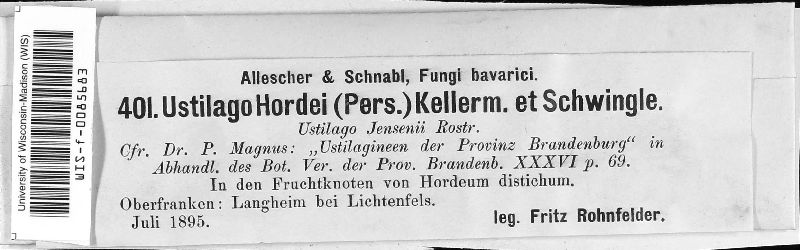 University of Wisconsin-Madison (WIS)
WIS-f-0085683
Allescher & Schnabl, Fungi bavarici.
401. Ustilago Hordei (Pers.) Kellerm. et Schwingle.
Ustilago Jensenii Rostr.
Cfr. Dr. P. Magnus: „Ustilagineen der Provinz Brandenburg“ in
Abhandl. des Bot. Ver. der Prov. Brandenb. XXXVI p. 69.
In den Fruchtknoten von Hordeum distichum.
Oberfranken: Langheim bei Lichtenfels.
Juli 1895.
leg. Fritz Rohnfelder.